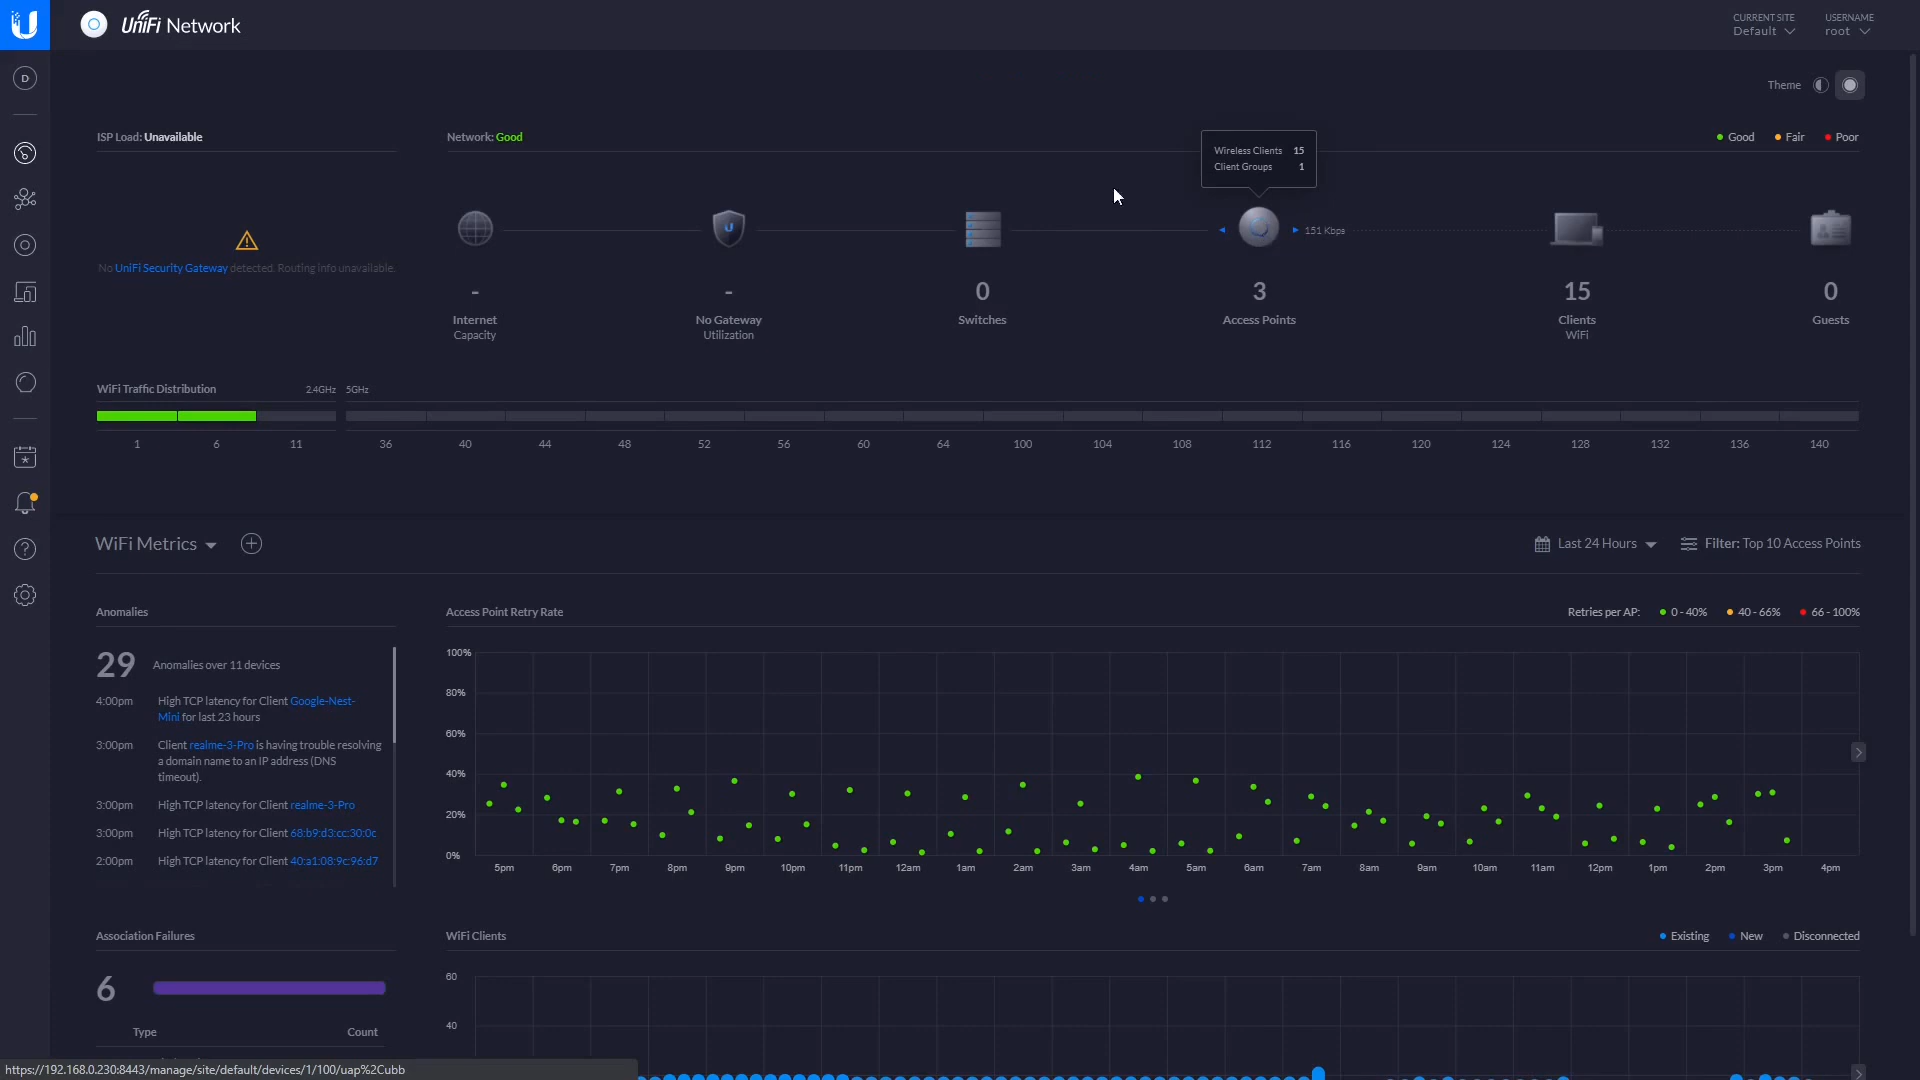 UniFi Network
CURRENT SITE
Default
USERNAME
root
D
Theme
ISP Load: Unavailable
Network: Good
Good
Fair
Poor
Wireless Clients 15
Client Groups 1
151 Kbps
No UniFi Security Gateway detected. Routing info unavailable.
-
Internet
Capacity
-
No Gateway
Utilization
0
Switches
3
Access Points
15
Clients
WiFi
0
Guests
WiFi Traffic Distribution
2.4GHz
5GHz
1 6 11 36 40 44 48 52 56 60 64 100 104 108 112 116 120 124 128 132 136 140
WiFi Metrics
Last 24 Hours
Filter: Top 10 Access Points
Anomalies
29 Anomalies over 11 devices
4:00pm High TCP latency for Client Google-Nest-
Mini for last 23 hours
3:00pm Client realme-3-Pro is having trouble resolving
a domain name to an IP address (DNS
timeout).
3:00pm High TCP latency for Client realme-3-Pro
3:00pm High TCP latency for Client 68:b9:d3:cc:30:0c
2:00pm High TCP latency for Client 40:a1:08:9c:96:d7
Access Point Retry Rate
Retries per AP: 0 - 40% 40 - 66% 66 - 100%
100%
80%
60%
40%
20%
0%
5pm 6pm 7pm 8pm 9pm 10pm 11pm 12am 1am 2am 3am 4am 5am 6am 7am 8am 9am 10am 11am 12pm 1pm 2pm 3pm 4pm
Association Failures
6
Type Count
WiFi Clients
Existing New Disconnected
60
40
https://192.168.0.230:8443/manage/site/default/devices/1/100/uap%2Cubb